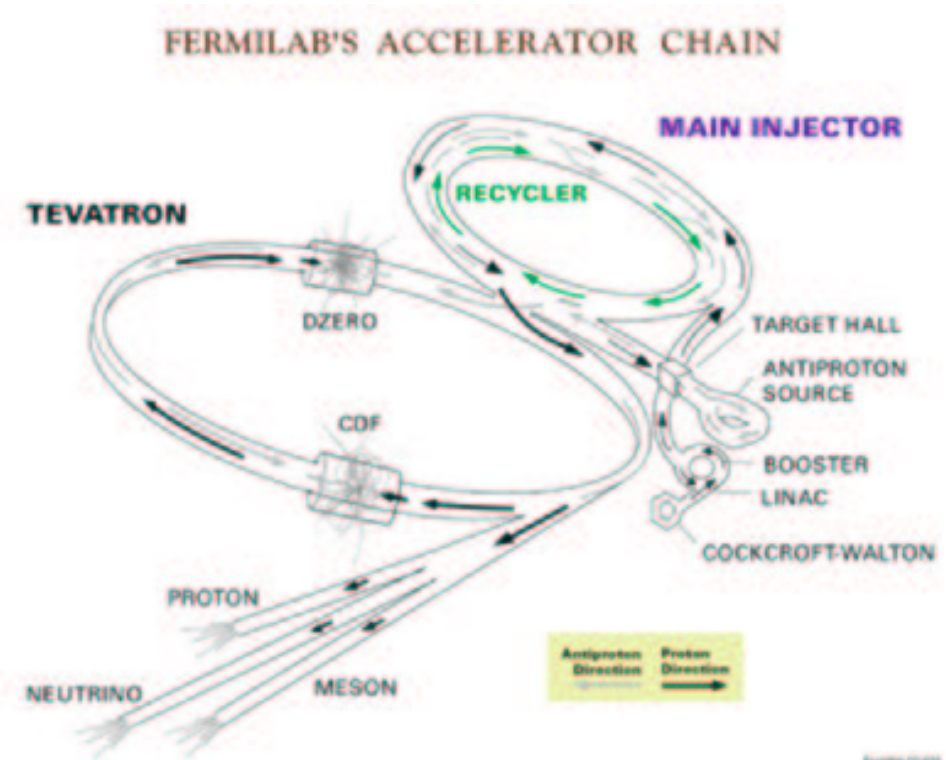 FERMILAB'S ACCELERATOR CHAIN
MAIN INJECTOR
RECYCLER
TEVATRON
DZERO
TARGET HALL
ANTIPROTON
SOURCE
CDF
BOOSTER
LINAC
COCKCROFT-WALTON
PROTON
NEUTRINO
MESON
Antiproton Proton
Direction Direction